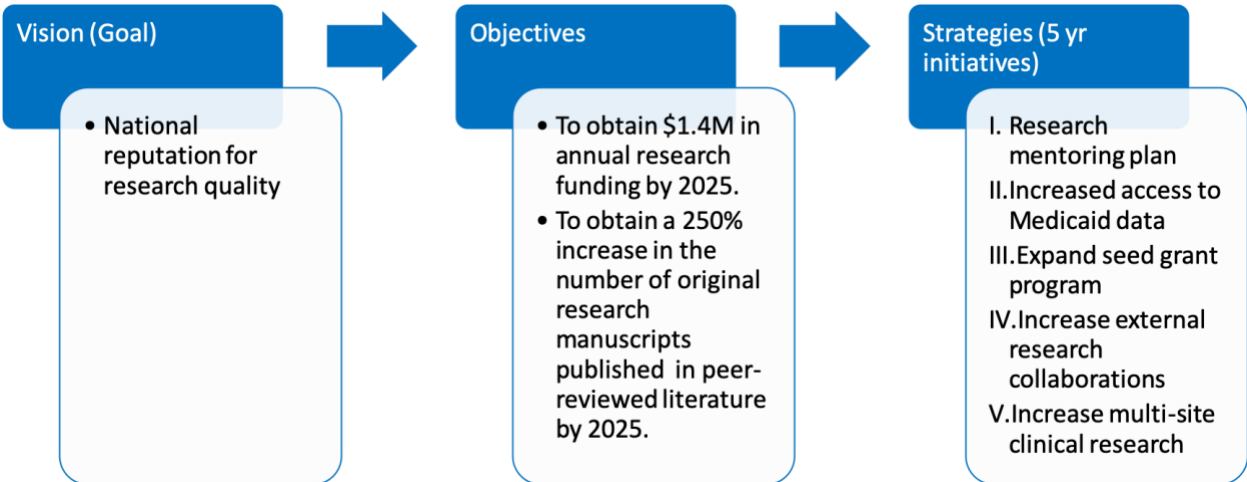 Vision (Goal)
• National
reputation for
research quality
Objectives
• To obtain $1.4M in
annual research
funding by 2025.
• To obtain a 250%
increase in the
number of original
research
manuscripts
published in peer-
reviewed literature
by 2025.
Strategies (5 yr
initiatives)
I. Research
mentoring plan
II.Increased access to
Medicaid data
III.Expand seed grant
program
IV.Increase external
research
collaborations
V.Increase multi-site
clinical research